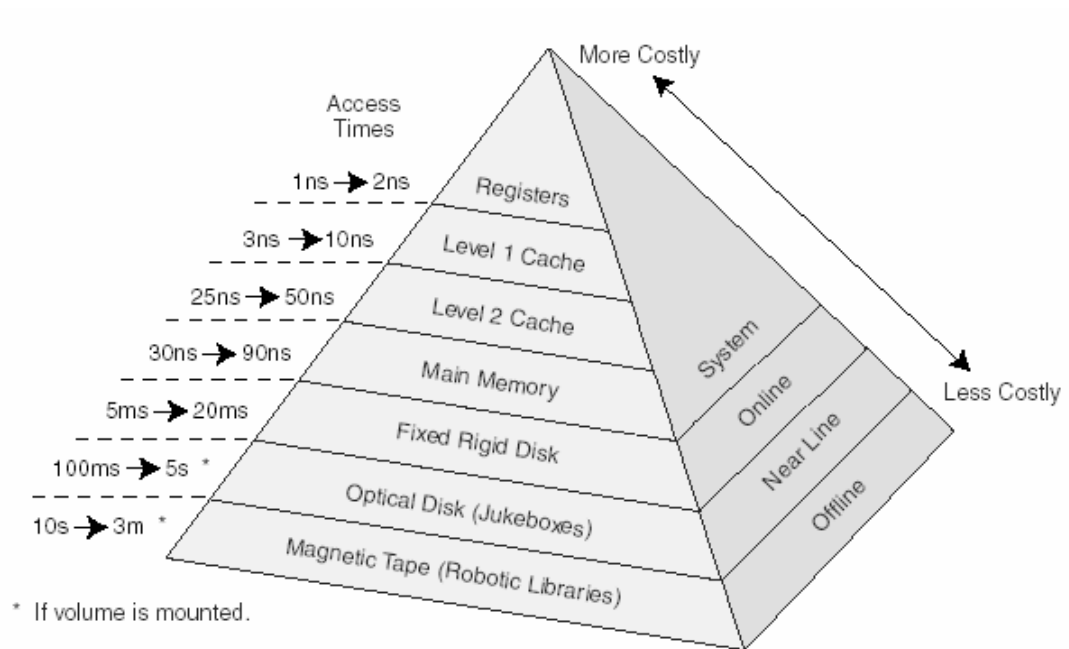 More Costly
Access
Times
1ns → 2ns
Registers
3ns → 10ns
Level 1 Cache
25ns → 50ns
Level 2 Cache
System
30ns → 90ns
Main Memory
Online
Less Costly
5ms → 20ms
Fixed Rigid Disk
Near Line
100ms → 5s *
Optical Disk (Jukeboxes)
Offline
10s → 3m *
Magnetic Tape (Robotic Libraries)
* If volume is mounted.